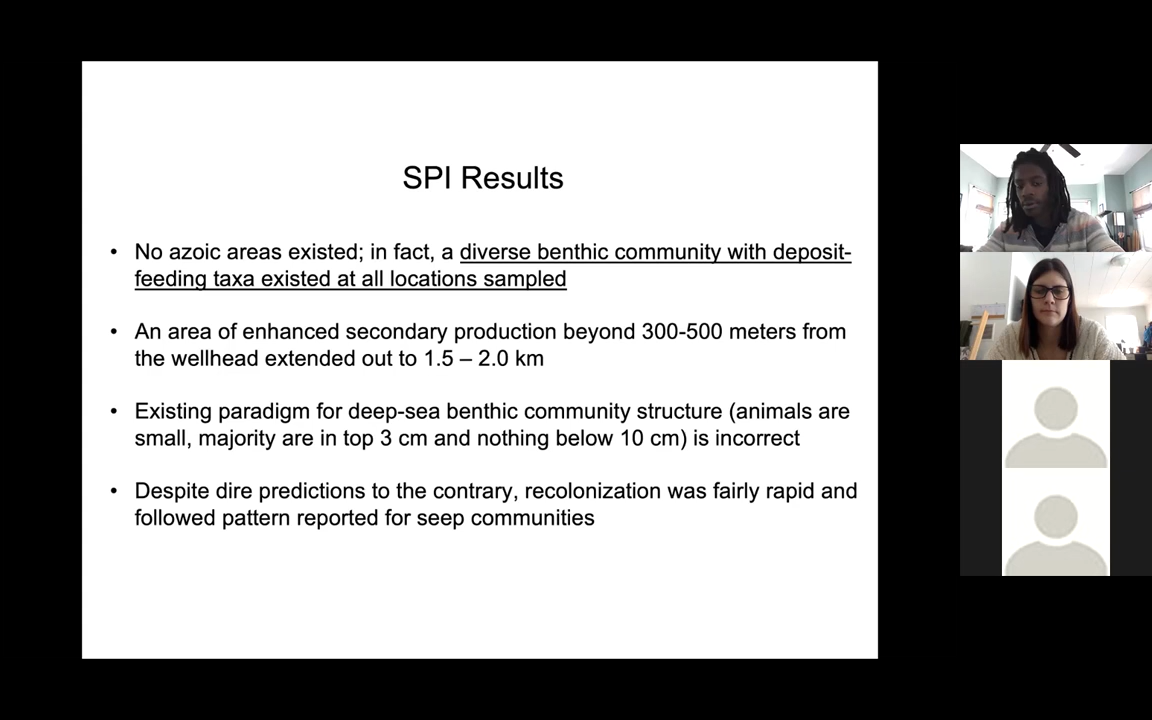 SPI Results
• No azoic areas existed; in fact, a diverse benthic community with deposit-
feeding taxa existed at all locations sampled
• An area of enhanced secondary production beyond 300-500 meters from
the wellhead extended out to 1.5 – 2.0 km
• Existing paradigm for deep-sea benthic community structure (animals are
small, majority are in top 3 cm and nothing below 10 cm) is incorrect
• Despite dire predictions to the contrary, recolonization was fairly rapid and
followed pattern reported for seep communities